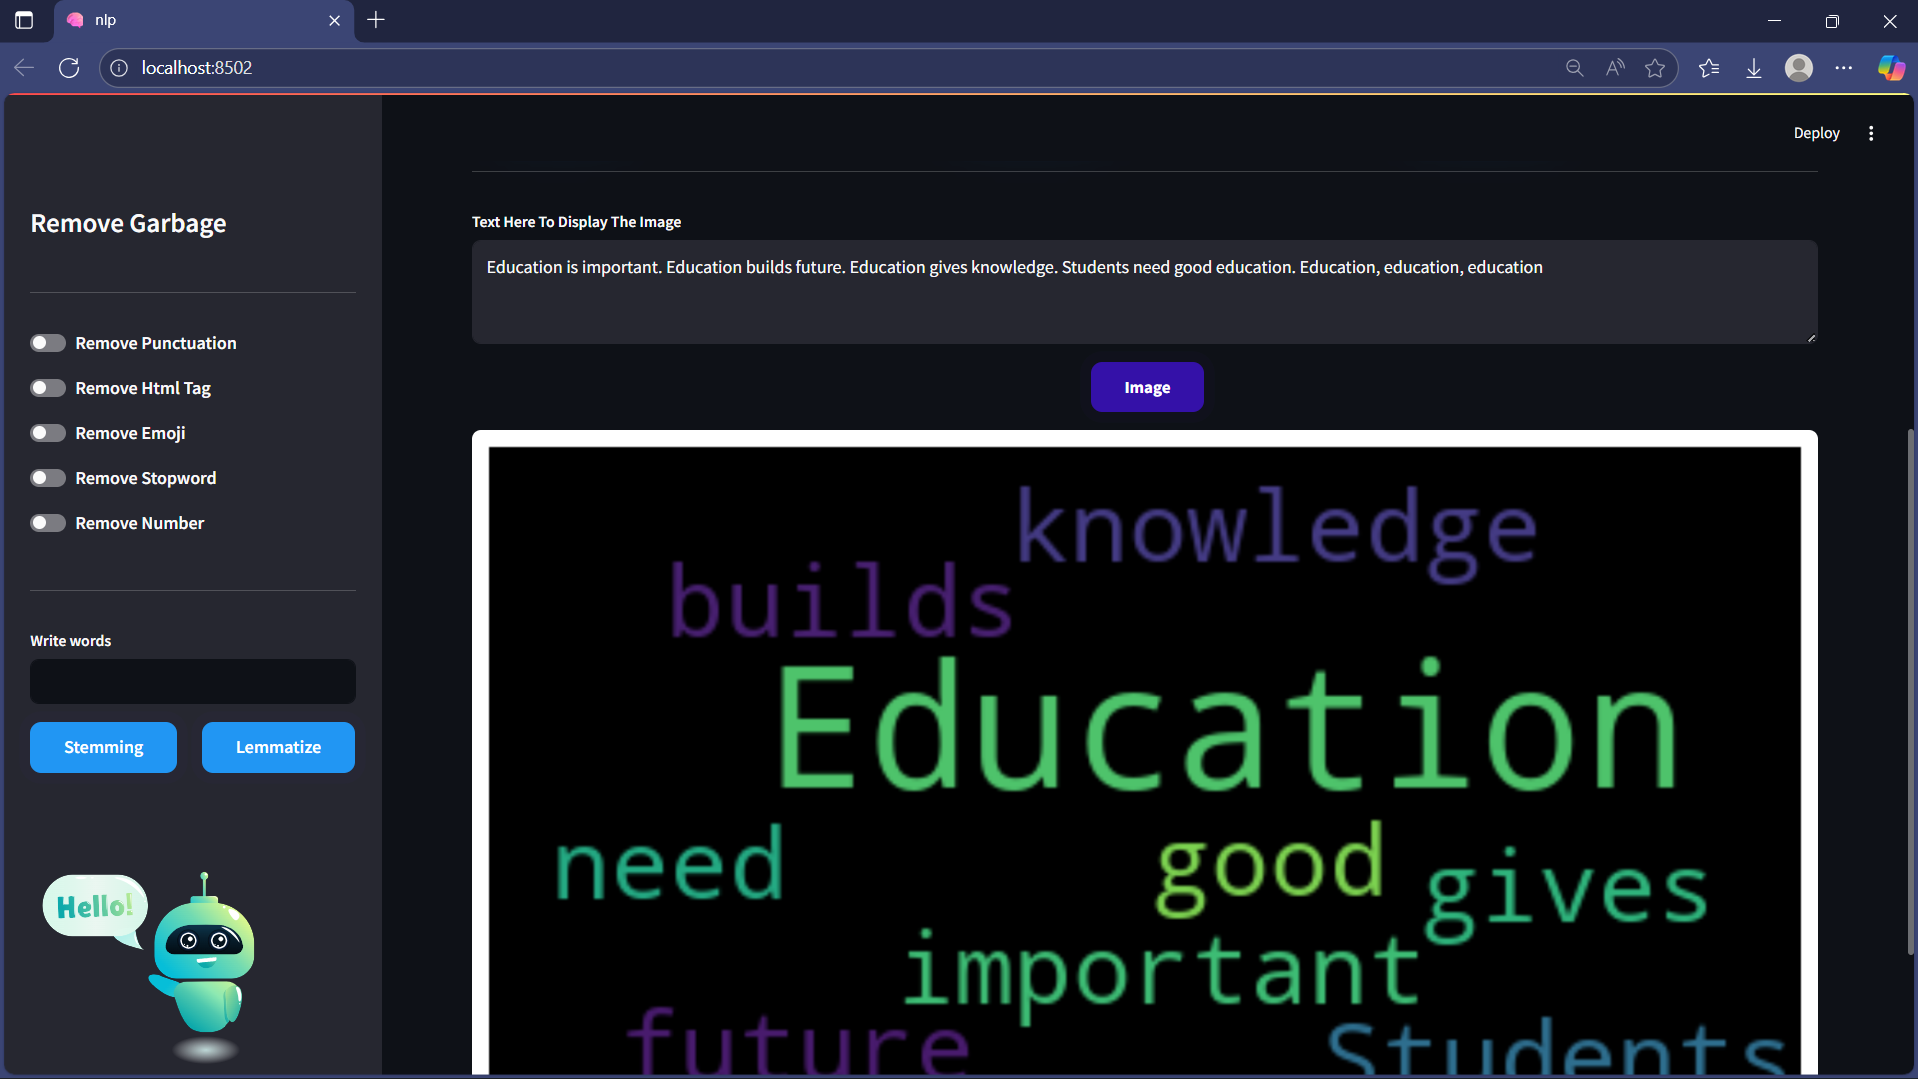 nlp
localhost:8502
Deploy
Remove Garbage
Remove Punctuation
Remove Html Tag
Remove Emoji
Remove Stopword
Remove Number
Write words
Stemming
Lemmatize
Hello!
Text Here To Display The Image
Education is important. Education builds future. Education gives knowledge. Students need good education. Education, education, education
Image
knowledge
builds
Education
need
good
gives
important
future
Students